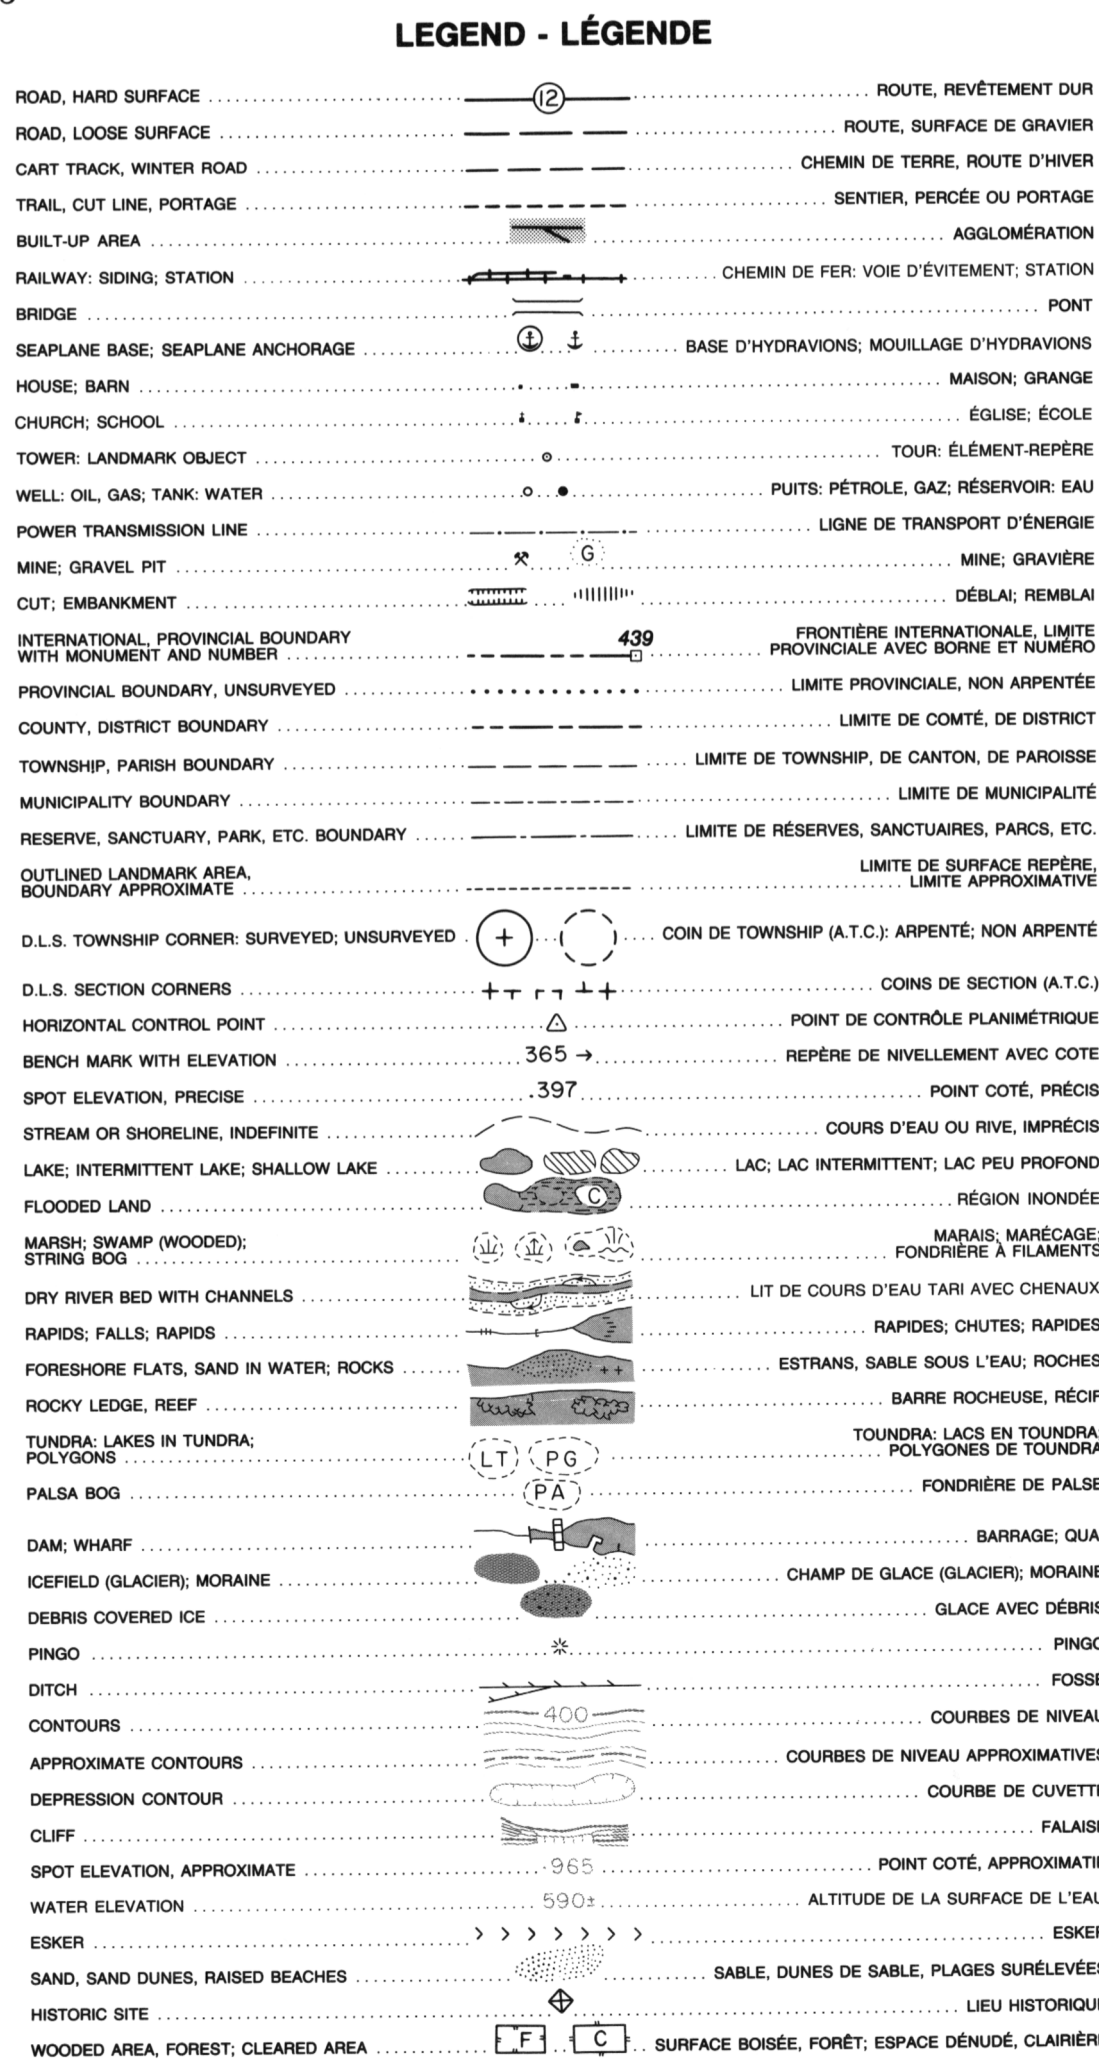 LEGEND - LÉGENDE
ROAD, HARD SURFACE 12 ROUTE, REVÊTEMENT DUR
ROAD, LOOSE SURFACE ROUTE, SURFACE DE GRAVIER
CART TRACK, WINTER ROAD CHEMIN DE TERRE, ROUTE D'HIVER
TRAIL, CUT LINE, PORTAGE SENTIER, PERCÉE OU PORTAGE
BUILT-UP AREA AGGLOMÉRATION
RAILWAY: SIDING; STATION CHEMIN DE FER: VOIE D'ÉVITEMENT; STATION
BRIDGE PONT
SEAPLANE BASE; SEAPLANE ANCHORAGE BASE D'HYDRAVIONS; MOUILLAGE D'HYDRAVIONS
HOUSE; BARN MAISON; GRANGE
CHURCH; SCHOOL ÉGLISE; ÉCOLE
TOWER: LANDMARK OBJECT TOUR: ÉLÉMENT-REPÈRE
WELL: OIL, GAS; TANK: WATER PUITS: PÉTROLE, GAZ; RÉSERVOIR: EAU
POWER TRANSMISSION LINE LIGNE DE TRANSPORT D'ÉNERGIE
MINE; GRAVEL PIT G MINE; GRAVIÈRE
CUT; EMBANKMENT DÉBLAI; REMBLAI
INTERNATIONAL, PROVINCIAL BOUNDARY 439 FRONTIÈRE INTERNATIONALE, LIMITE
WITH MONUMENT AND NUMBER PROVINCIALE AVEC BORNE ET NUMÉRO
PROVINCIAL BOUNDARY, UNSURVEYED LIMITE PROVINCIALE, NON ARPENTÉE
COUNTY, DISTRICT BOUNDARY LIMITE DE COMTÉ, DE DISTRICT
TOWNSHIP, PARISH BOUNDARY LIMITE DE TOWNSHIP, DE CANTON, DE PAROISSE
MUNICIPALITY BOUNDARY LIMITE DE MUNICIPALITÉ
RESERVE, SANCTUARY, PARK, ETC. BOUNDARY LIMITE DE RÉSERVES, SANCTUAIRES, PARCS, ETC.
OUTLINED LANDMARK AREA, LIMITE DE SURFACE REPÈRE,
BOUNDARY APPROXIMATE LIMITE APPROXIMATIVE
D.L.S. TOWNSHIP CORNER: SURVEYED; UNSURVEYED COIN DE TOWNSHIP (A.T.C.): ARPENTÉ; NON ARPENTÉ
D.L.S. SECTION CORNERS COINS DE SECTION (A.T.C.)
HORIZONTAL CONTROL POINT POINT DE CONTRÔLE PLANIMÉTRIQUE
BENCH MARK WITH ELEVATION 365 → REPÈRE DE NIVELLEMENT AVEC COTE
SPOT ELEVATION, PRECISE .397 POINT COTÉ, PRÉCIS
STREAM OR SHORELINE, INDEFINITE COURS D'EAU OU RIVE, IMPRÉCIS
LAKE; INTERMITTENT LAKE; SHALLOW LAKE LAC; LAC INTERMITTENT; LAC PEU PROFOND
FLOODED LAND C RÉGION INONDÉE
MARSH; SWAMP (WOODED); MARAIS; MARÉCAGE;
STRING BOG FONDRIÈRE À FILAMENTS
DRY RIVER BED WITH CHANNELS LIT DE COURS D'EAU TARI AVEC CHENAUX
RAPIDS; FALLS; RAPIDS RAPIDES; CHUTES; RAPIDES
FORESHORE FLATS, SAND IN WATER; ROCKS ESTRANS, SABLE SOUS L'EAU; ROCHES
ROCKY LEDGE, REEF BARRE ROCHEUSE, RÉCIF
TUNDRA: LAKES IN TUNDRA; TOUNDRA: LACS EN TOUNDRA;
POLYGONS LT PG POLYGONES DE TOUNDRA
PALSA BOG PA FONDRIÈRE DE PALSE
DAM; WHARF BARRAGE; QUA
ICEFIELD (GLACIER); MORAINE CHAMP DE GLACE (GLACIER); MORAINE
DEBRIS COVERED ICE GLACE AVEC DÉBRIS
PINGO PINGO
DITCH FOSSÉ
CONTOURS 400 COURBES DE NIVEAU
APPROXIMATE CONTOURS COURBES DE NIVEAU APPROXIMATIVES
DEPRESSION CONTOUR COURBE DE CUVETT
CLIFF FALAIS
SPOT ELEVATION, APPROXIMATE ·965 POINT COTÉ, APPROXIMATI
WATER ELEVATION 590± ALTITUDE DE LA SURFACE DE L'EAU
ESKER ESKER
SAND, SAND DUNES, RAISED BEACHES SABLE, DUNES DE SABLE, PLAGES SURÉLEVÉES
HISTORIC SITE LIEU HISTORIQU
WOODED AREA, FOREST; CLEARED AREA F C SURFACE BOISÉE, FORÊT; ESPACE DÉNUDÉ, CLAIRIÈR